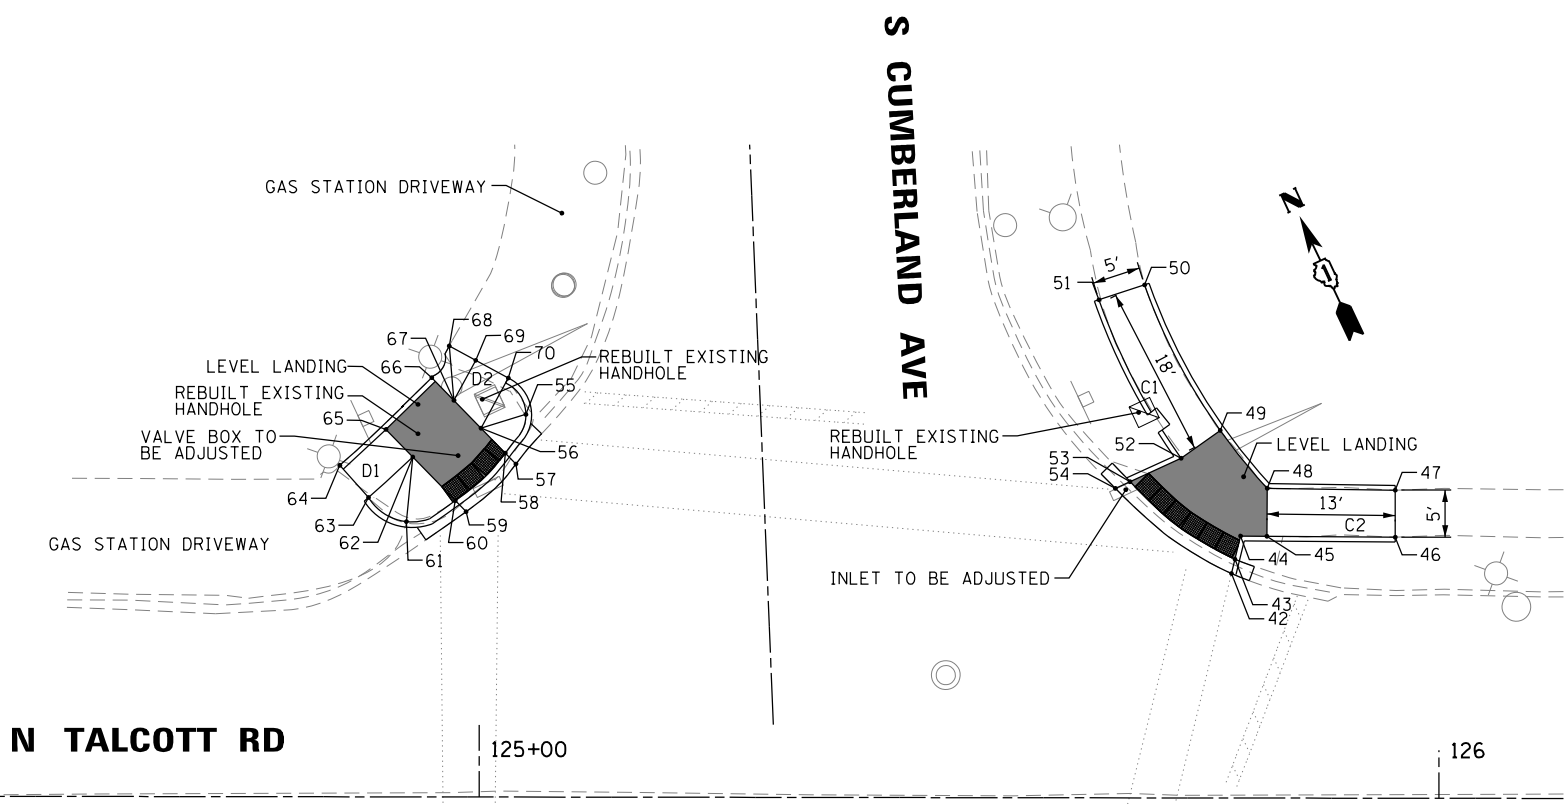 S CUMBERLAND AVE
GAS STATION DRIVEWAY
N
5'
50
51
68
67
69
70
LEVEL LANDING
66
D2
REBUILT EXISTING
HANDHOLE
REBUILT EXISTING
HANDHOLE
55
18'
C1
65
49
VALVE BOX TO
BE ADJUSTED
REBUILT EXISTING
HANDHOLE
LEVEL LANDING
52
56
53
54
D1
57
48
47
64
58
13'
5'
C2
63
59
62
60
44
45
46
GAS STATION DRIVEWAY
61
INLET TO BE ADJUSTED
43
42
N TALCOTT RD
125+00
126